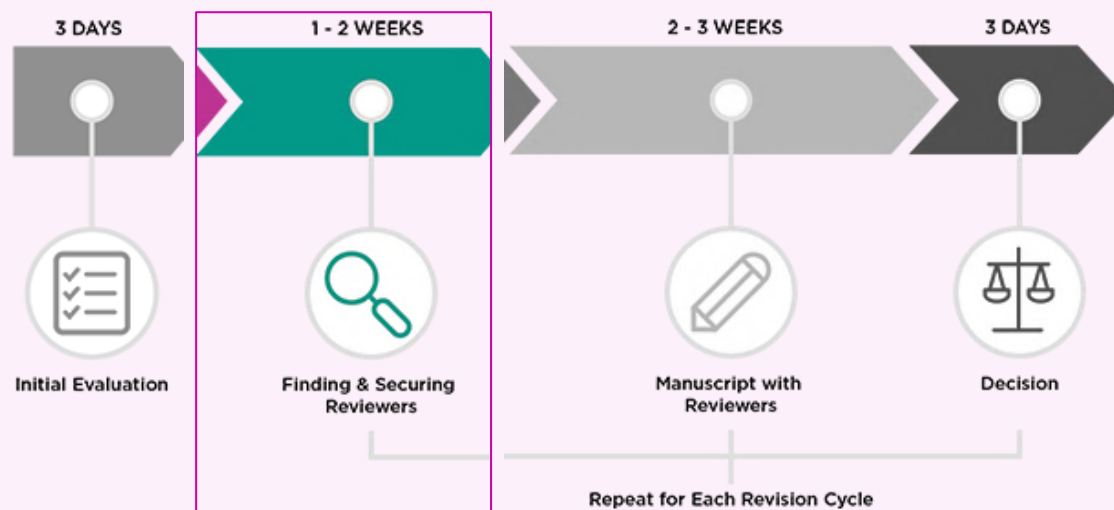 3 DAYS
1 - 2 WEEKS
2 - 3 WEEKS
3 DAYS
Initial Evaluation
Finding & Securing
Reviewers
Manuscript with
Reviewers
Decision
Repeat for Each Revision Cycle